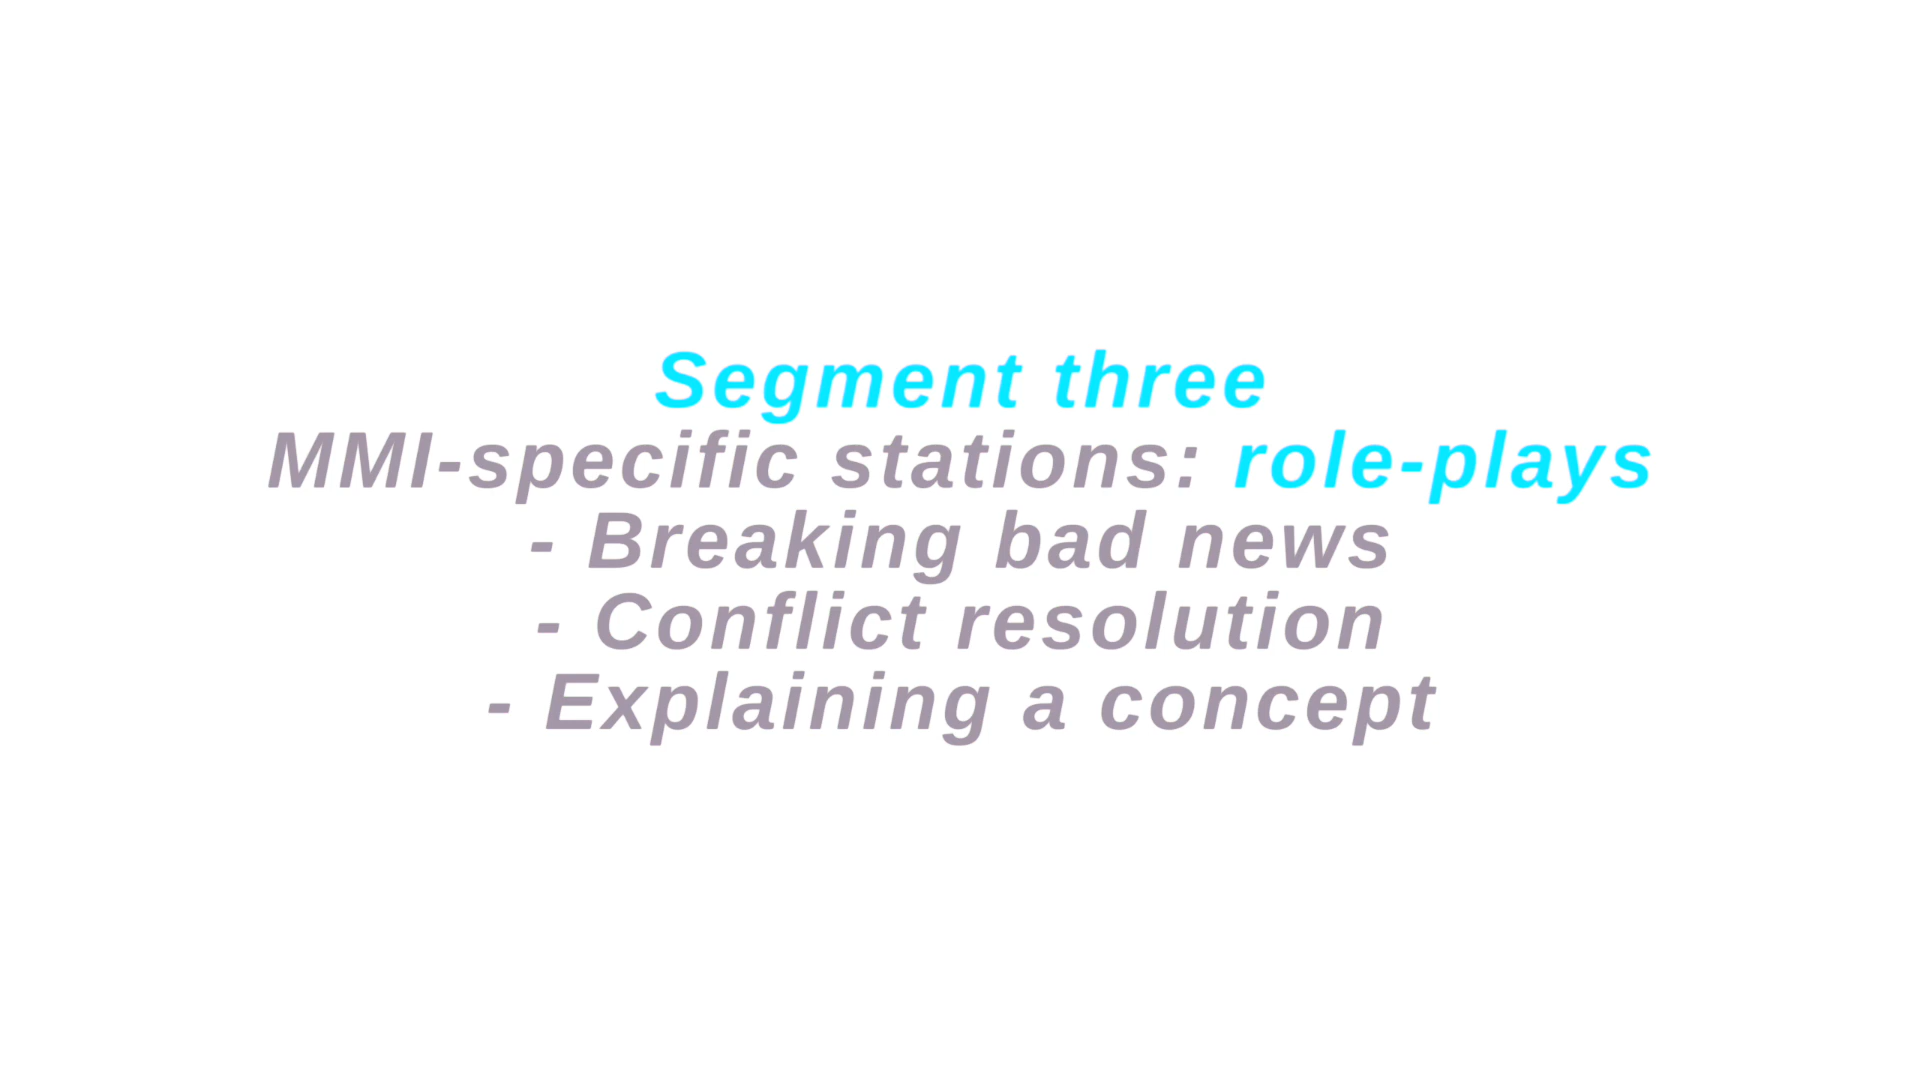 Segment three
MMI-specific stations: role-plays
- Breaking bad news
- Conflict resolution
- Explaining a concept